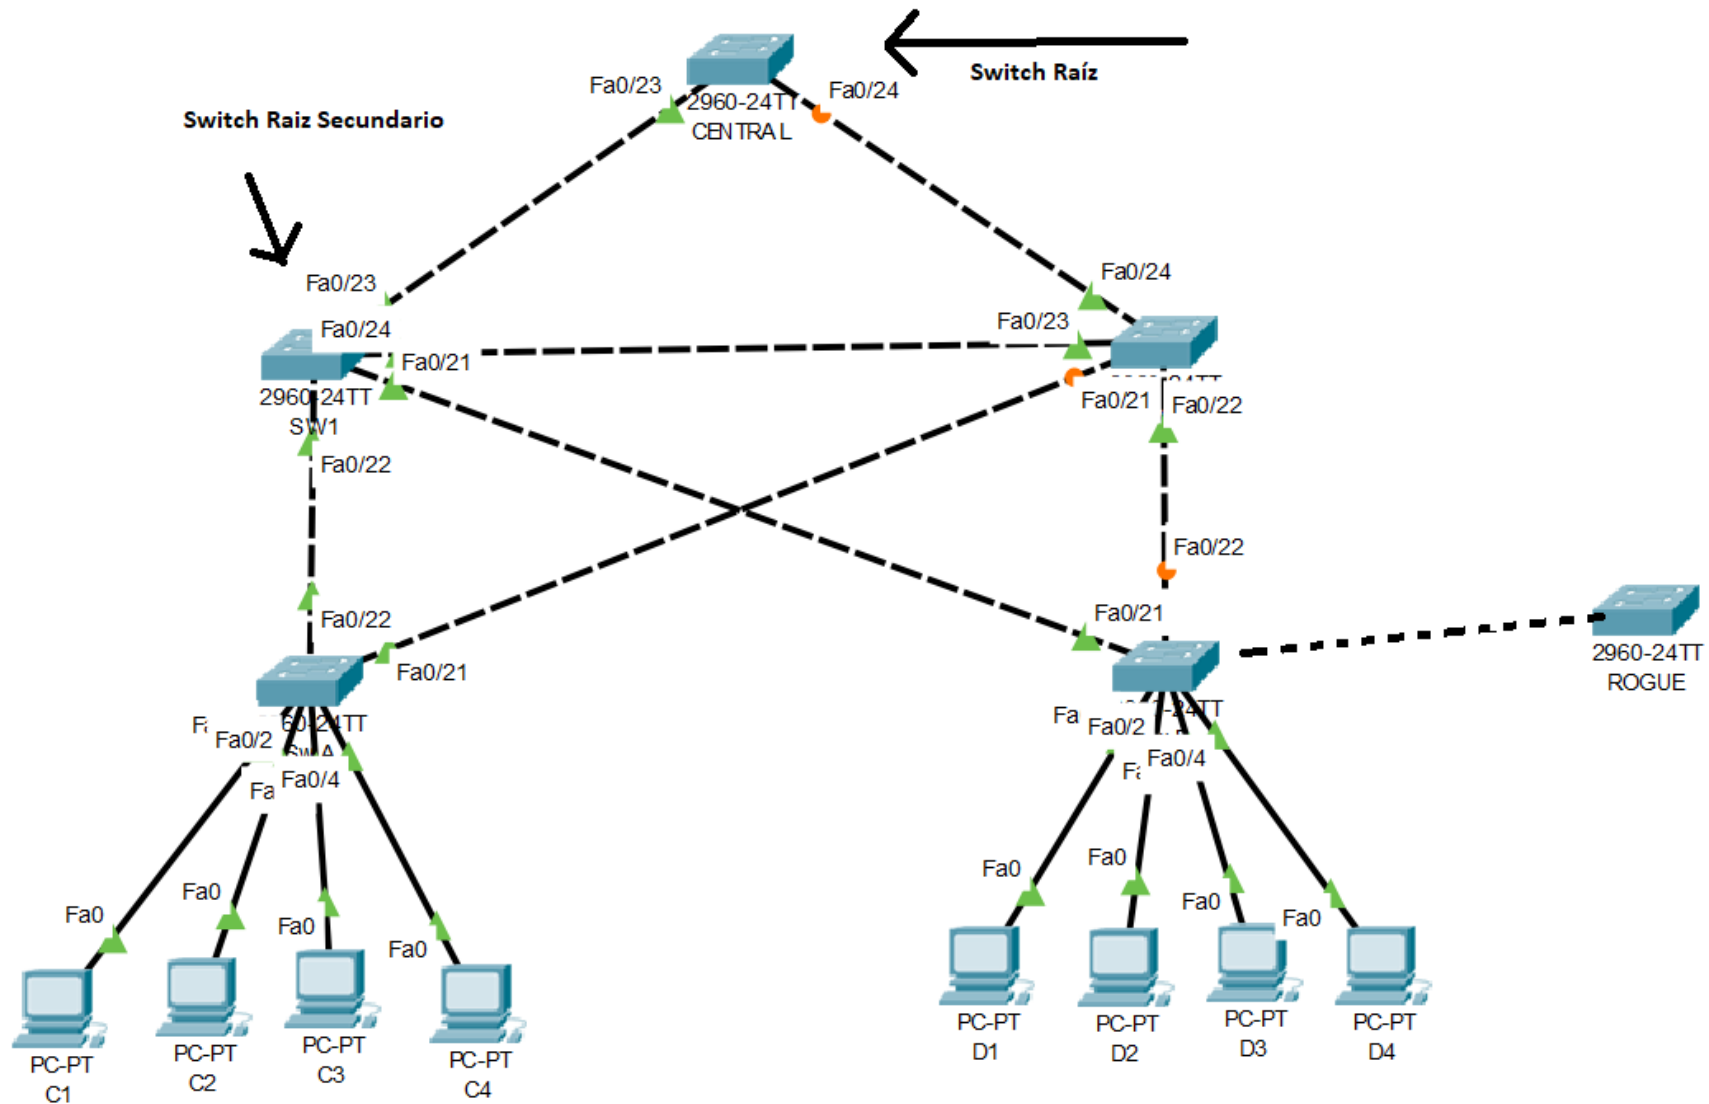 Switch Raíz
Fa0/23
Fa0/24
2960-24TT
CENTRAL
Switch Raiz Secundario
Fa0/23
Fa0/24
Fa0/24
Fa0/23
Fa0/21
2960-24TT
SW1
Fa0/21
Fa0/22
Fa0/22
Fa0/22
Fa0/21
Fa0/22
Fa0/21
2960-24TT
ROGUE
Fa0/2
Fa0/4
Fa0/2
Fa0/4
Fa0
Fa0
Fa0
Fa0
Fa0
Fa0
Fa0
Fa0
PC-PT
C1
PC-PT
C2
PC-PT
C3
PC-PT
C4
PC-PT
D1
PC-PT
D2
PC-PT
D3
PC-PT
D4